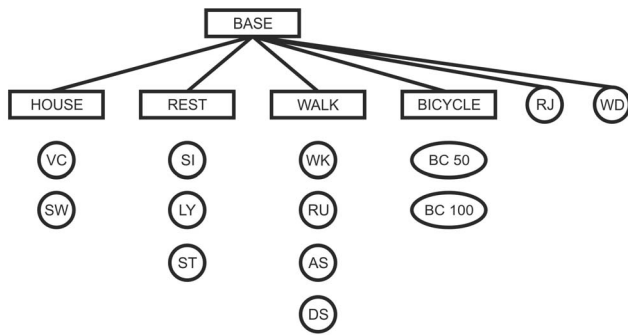 BASE
HOUSE REST WALK BICYCLE RJ WD
VC SI WK BC 50
SW LY RU BC 100
ST AS
DS